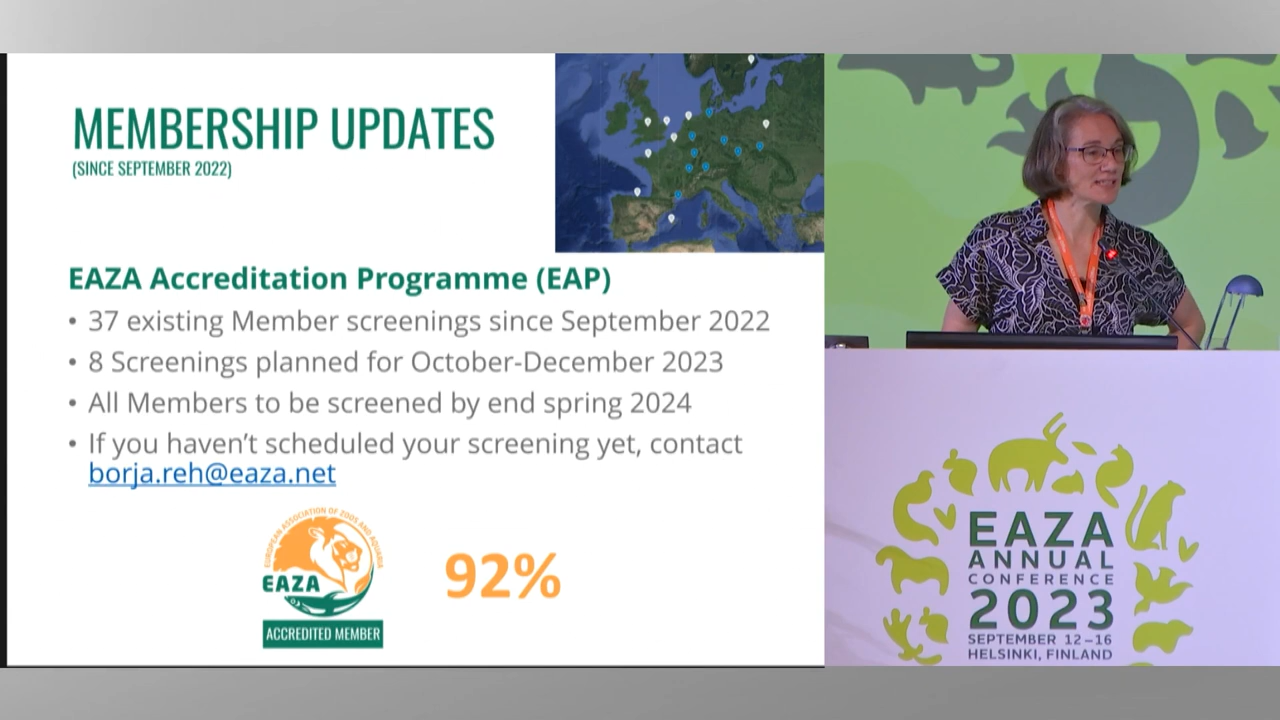 MEMBERSHIP UPDATES
(SINCE SEPTEMBER 2022)
EAZA Accreditation Programme (EAP)
• 37 existing Member screenings since September 2022
• 8 Screenings planned for October-December 2023
• All Members to be screened by end spring 2024
• If you haven't scheduled your screening yet, contact
borja.reh@eaza.net
EUROPEAN ASSOCIATION OF ZOOS AND AQUARIA
EAZA
ACCREDITED MEMBER
92%
EAZA
ANNUAL
CONFERENCE
2023
SEPTEMBER 12–16
HELSINKI, FINLAND